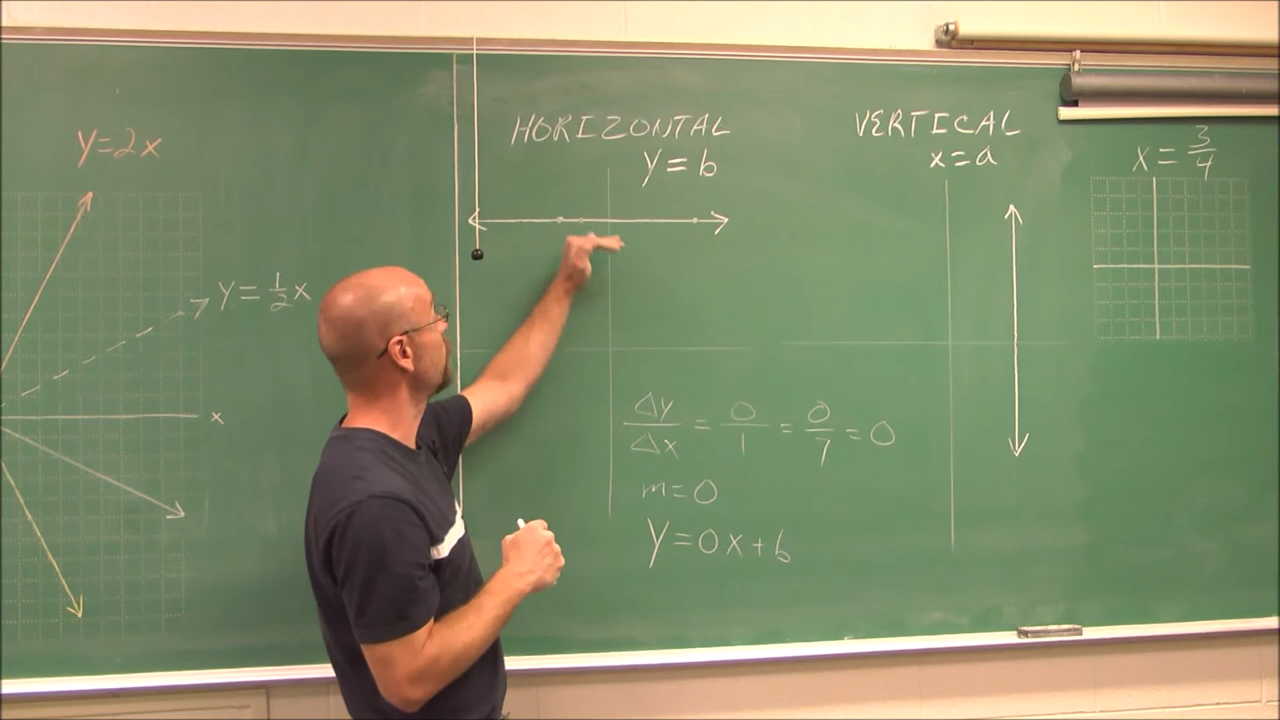 y=2x
y=1/2x
x
HORIZONTAL
y=b
Δy/Δx = 0/1 = 0/7 = 0
m=0
y=0x+b
VERTICAL
x=a
x=3/4